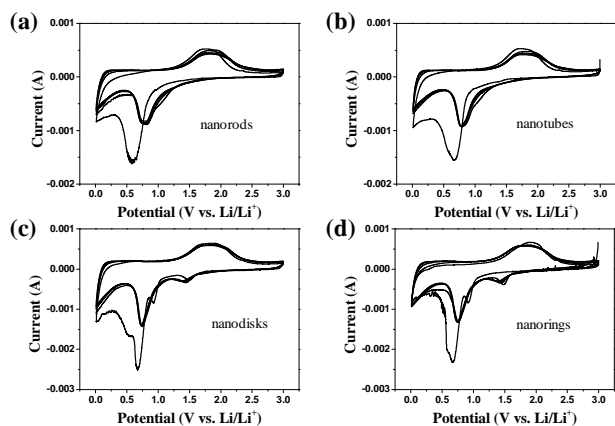 (a)
0.001
0.000
-0.001
-0.002
Current (A)
nanorods
0.0 0.5 1.0 1.5 2.0 2.5 3.0
Potential (V vs. Li/Li+)
(b)
0.001
0.000
-0.001
-0.002
Current (A)
nanotubes
0.0 0.5 1.0 1.5 2.0 2.5 3.0
Potential (V vs. Li/Li+)
(c)
0.001
0.000
-0.001
-0.002
-0.003
Current (A)
nanodisks
0.0 0.5 1.0 1.5 2.0 2.5 3.0
Potential (V vs. Li/Li+)
(d)
0.001
0.000
-0.001
-0.002
-0.003
Current (A)
nanorings
0.0 0.5 1.0 1.5 2.0 2.5 3.0
Potential (V vs. Li/Li+)